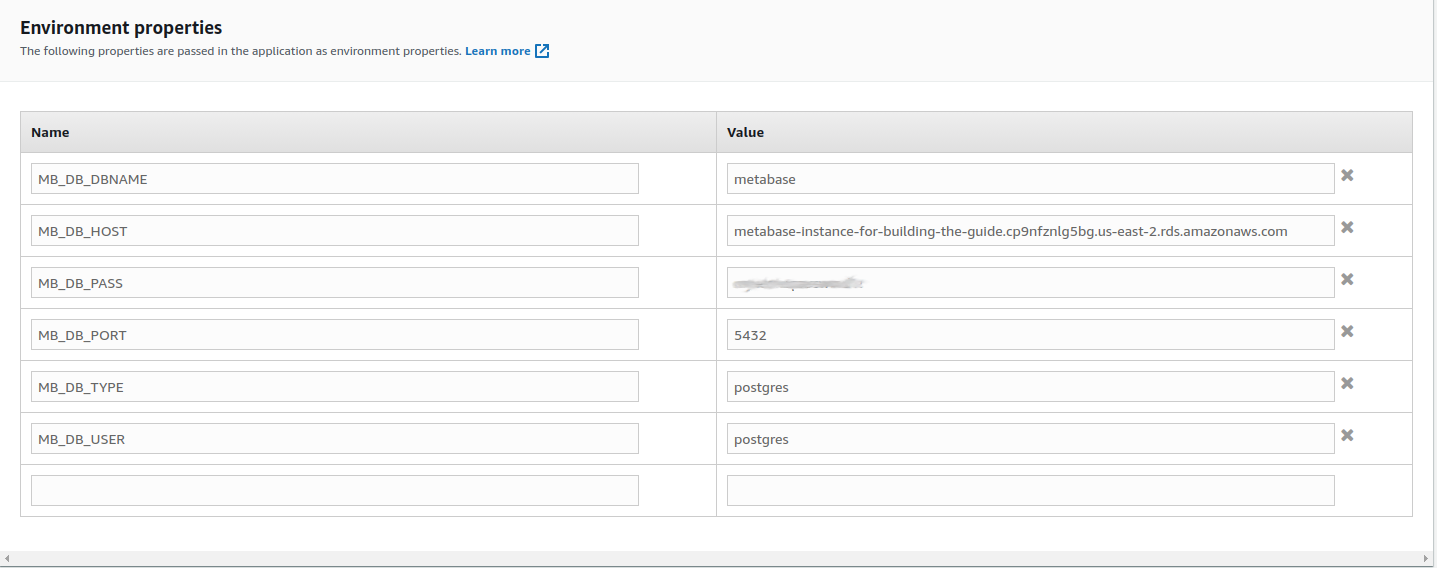 Environment properties
The following properties are passed in the application as environment properties. Learn more
Name Value
MB_DB_DBNAME metabase
MB_DB_HOST metabase-instance-for-building-the-guide.cp9nfznlg5bg.us-east-2.rds.amazonaws.com
MB_DB_PASS
MB_DB_PORT 5432
MB_DB_TYPE postgres
MB_DB_USER postgres